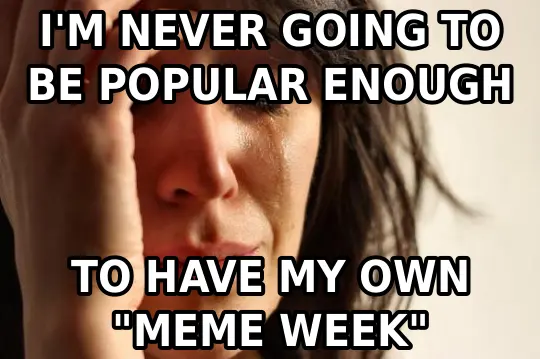 I'M NEVER GOING TO
BE POPULAR ENOUGH
TO HAVE MY OWN
"MEME WEEK"